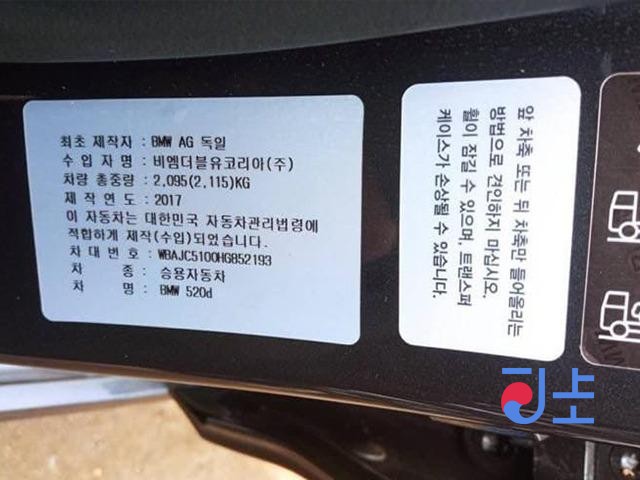 최초 제작자 : BMW AG 독일
수 입 자 명 : 비엠더블유코리아(주)
차량 총중량 : 2,095(2,115)KG
제 작 연 도 : 2017
이 자동차는 대한민국 자동차관리법령에
적합하게 제작(수입)되었습니다.
차 대 번 호 : WBAJC5100HG852193
차 종 : 승용자동차
차 명 : BMW 520d
앞 차축 또는 뒤 차축만 들어올리는
방법으로 견인하지 마십시오.
휠이 잠길 수 있으며, 트랜스퍼
케이스가 손상될 수 있습니다.